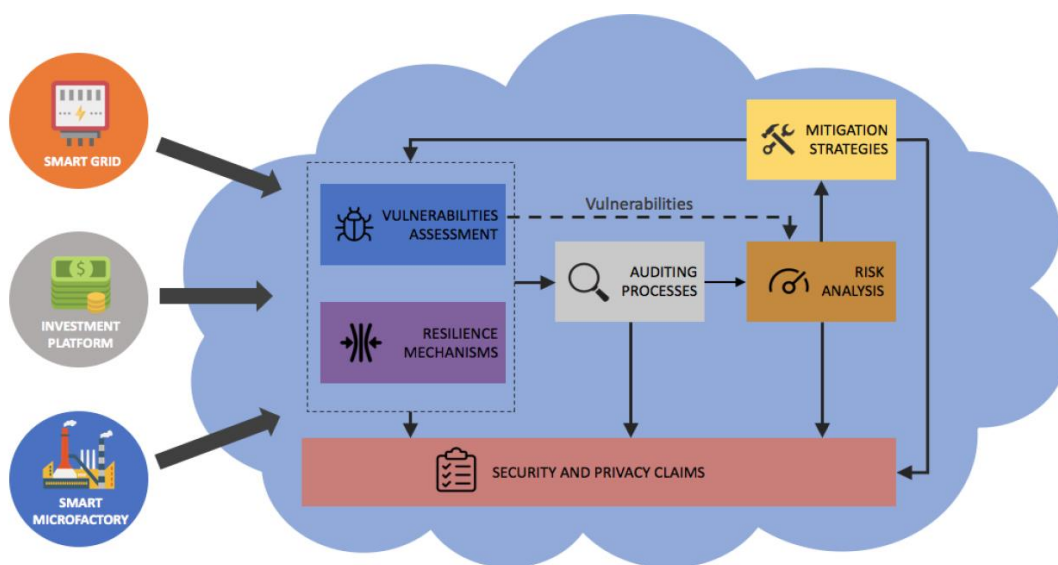 SMART GRID
INVESTMENT
PLATFORM
SMART
MICROFACTORY
VULNERABILITIES
ASSESSMENT
RESILIENCE
MECHANISMS
Vulnerabilities
AUDITING
PROCESSES
MITIGATION
STRATEGIES
RISK
ANALYSIS
SECURITY AND PRIVACY CLAIMS